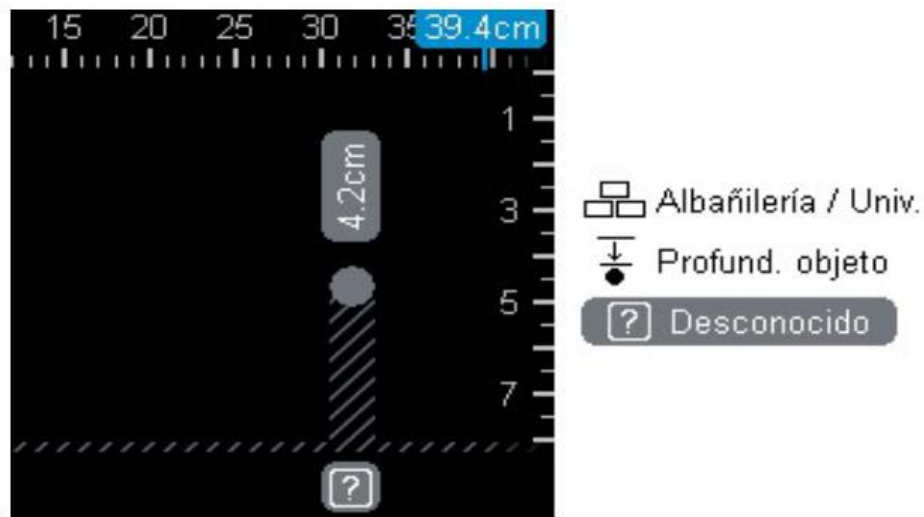 15 20 25 30 35 39.4cm
1
4.2cm
3
5
7
?
Albañilería / Univ.
Profund. objeto
? Desconocido